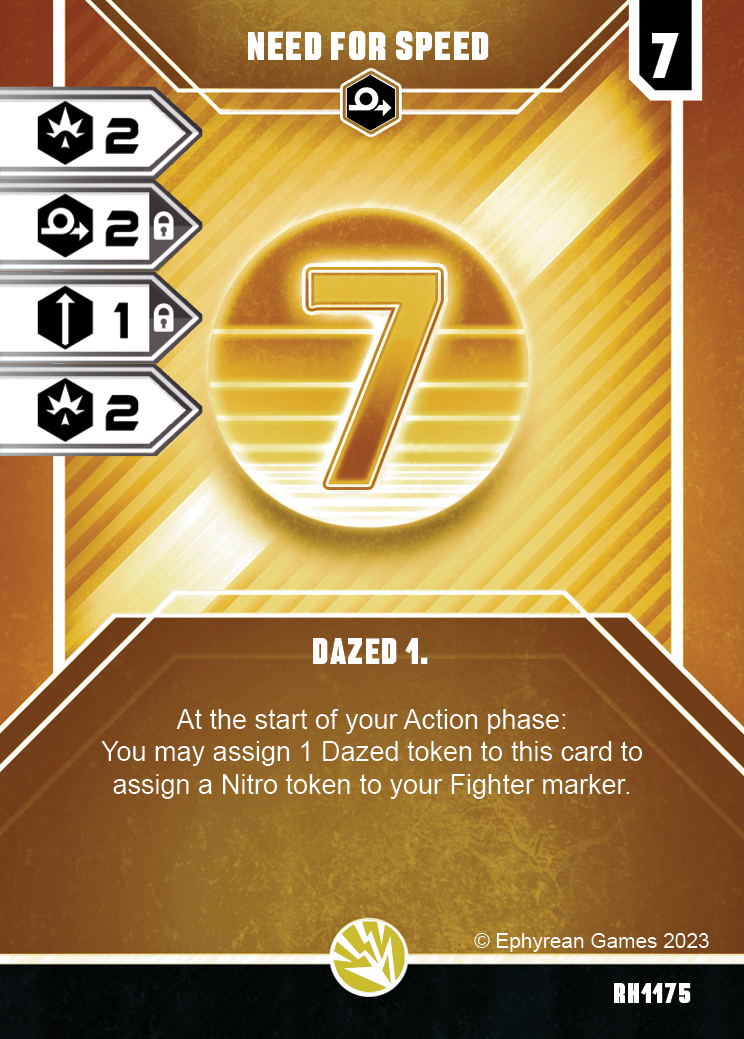 NEED FOR SPEED
7
2
2
1
2
7
DAZED 1.
At the start of your Action phase:
You may assign 1 Dazed token to this card to
assign a Nitro token to your Fighter marker.
© Ephyrean Games 2023
RH1175